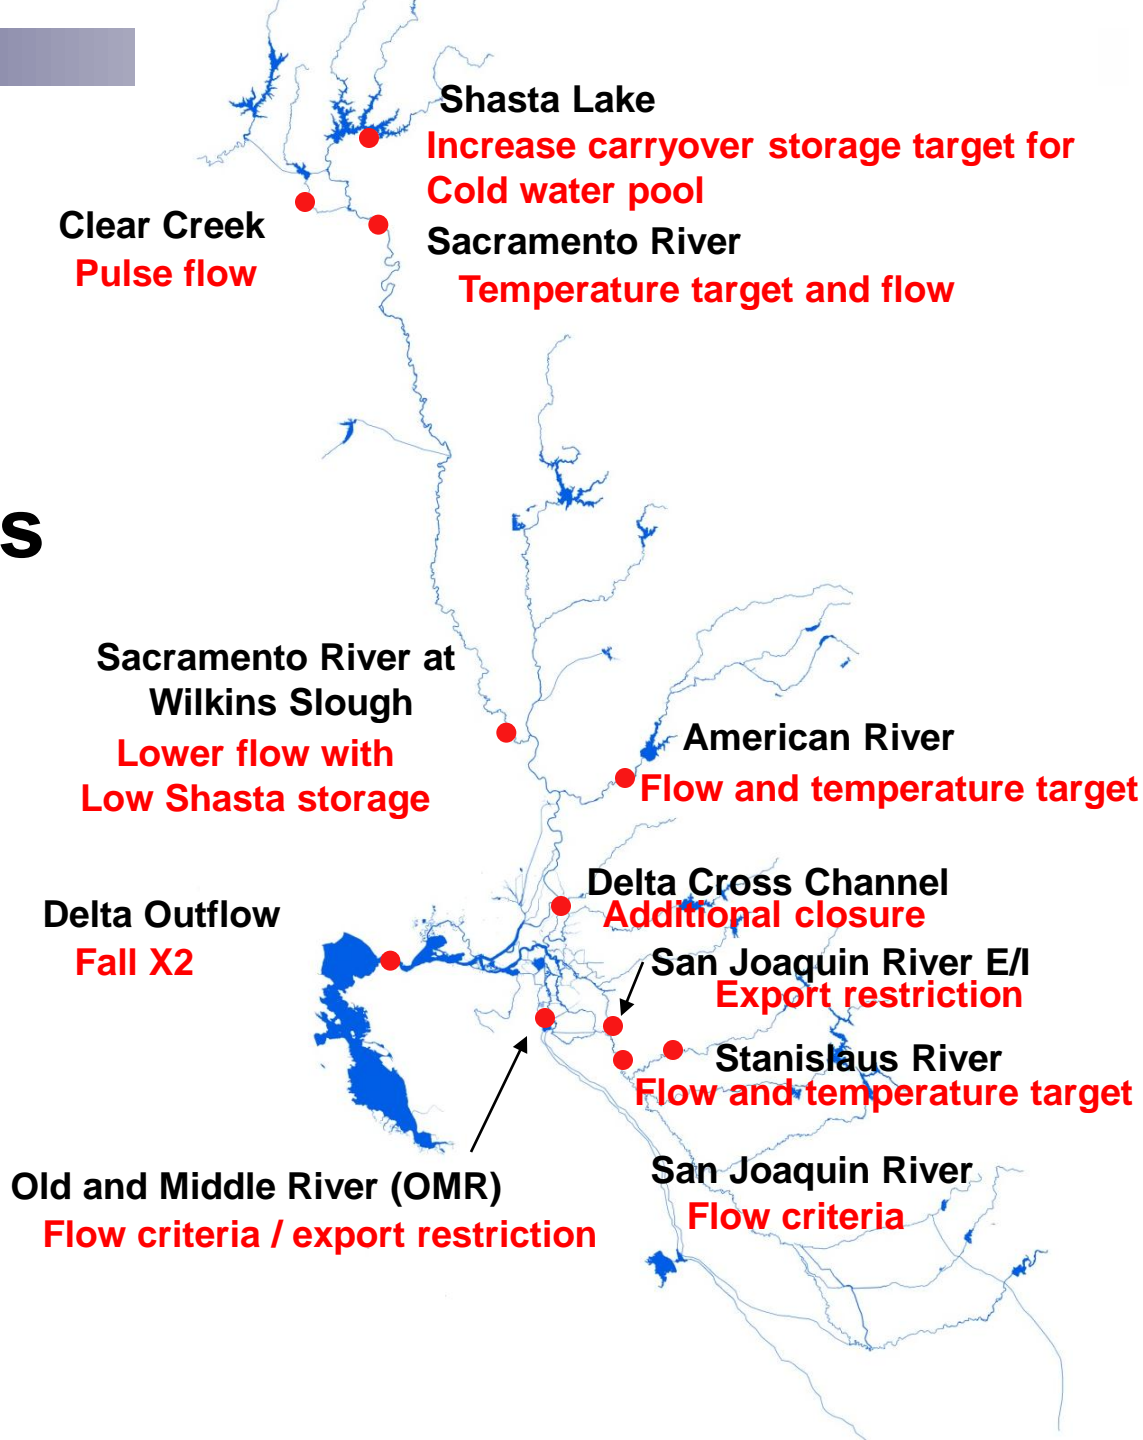 Shasta Lake
Increase carryover storage target for
Cold water pool
Clear Creek
Pulse flow
Sacramento River
Temperature target and flow
s
Sacramento River at
Wilkins Slough
Lower flow with
Low Shasta storage
American River
Flow and temperature target
Delta Cross Channel
Additional closure
Delta Outflow
Fall X2
San Joaquin River E/I
Export restriction
Stanislaus River
Flow and temperature target
Old and Middle River (OMR)
Flow criteria / export restriction
San Joaquin River
Flow criteria